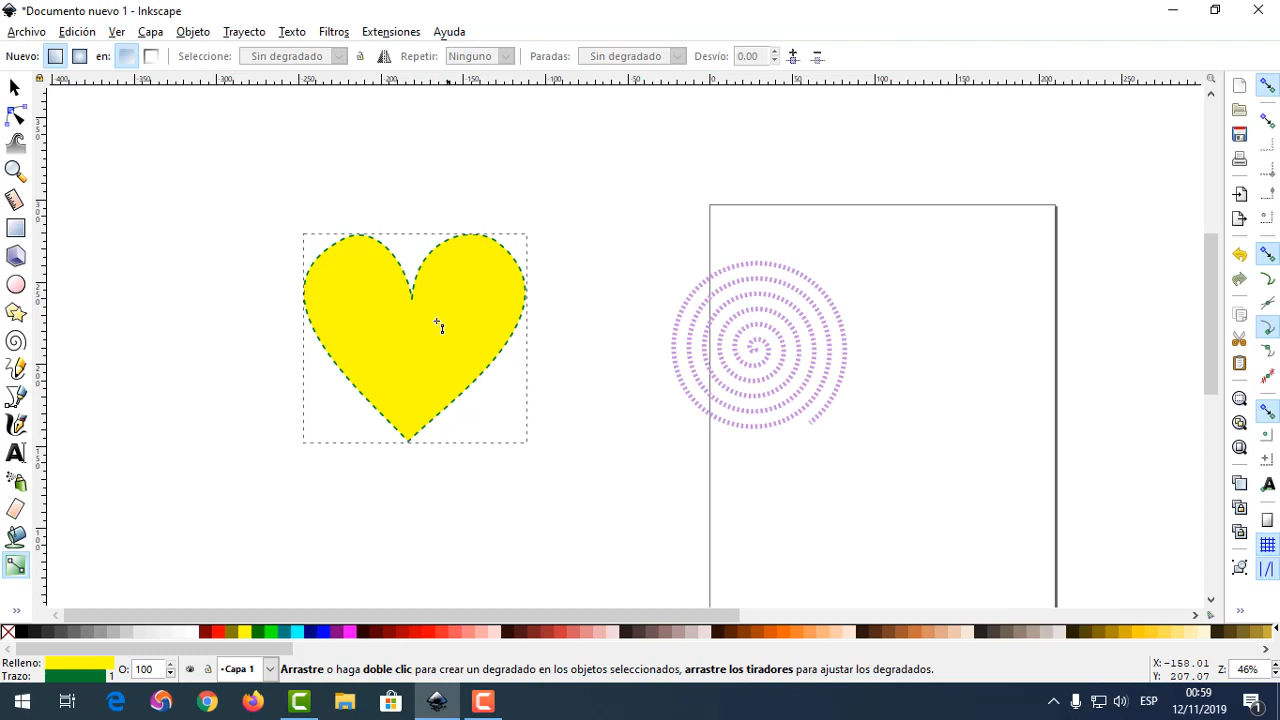 *Documento nuevo 1 - Inkscape
Archivo Edición Ver Capa Objeto Trayecto Texto Filtros Extensiones Ayuda
Nuevo: en: Seleccione: Sin degradado Repetir: Ninguno Paradas: Sin degradado Desvío: 0.00
Relleno:
Trazo: 1
O: 100
•Capa 1
Arrastre o haga doble clic para crear un degradado en los objetos seleccionados, arrastre los tiradores para ajustar los degradados.
X: -158.01
Y: 207.07
Z: 46%
ESP
00:59
12/11/2019
1